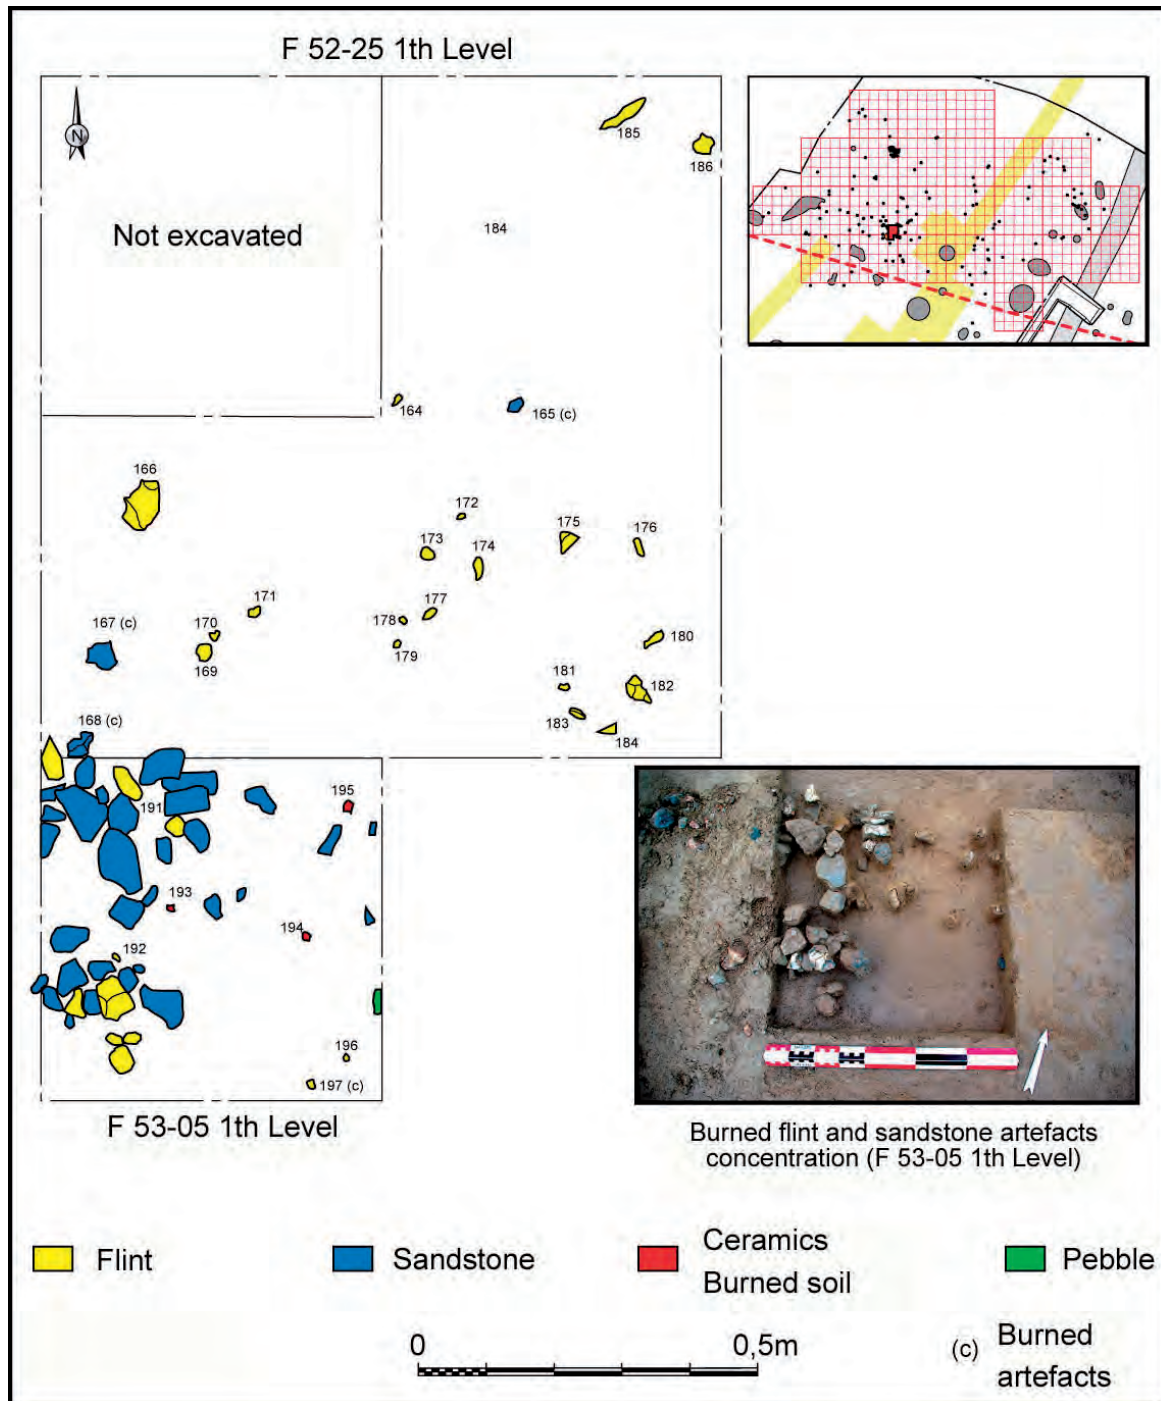 F 52-25 1th Level
N
185
186
Not excavated
184
164
165 (c)
166
172
173
174
175
176
171
177
178
167 (c)
170
180
179
169
181
182
168 (c)
183
184
191
195
193
194
192
196
197 (c)
F 53-05 1th Level
Burned flint and sandstone artefacts
concentration (F 53-05 1th Level)
Flint
Sandstone
Ceramics
Burned soil
Pebble
0
0,5m
(c)
Burned
artefacts